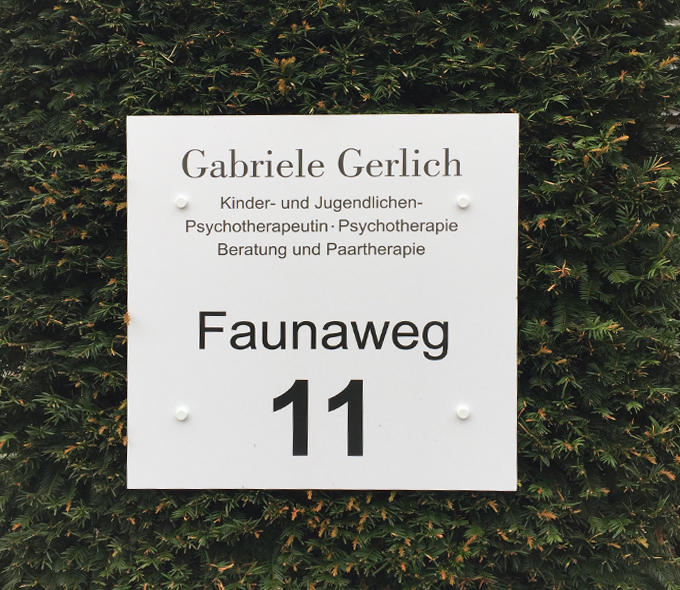 Gabriele Gerlich
Kinder- und Jugendlichen-
Psychotherapeutin · Psychotherapie
Beratung und Paartherapie
Faunaweg
11